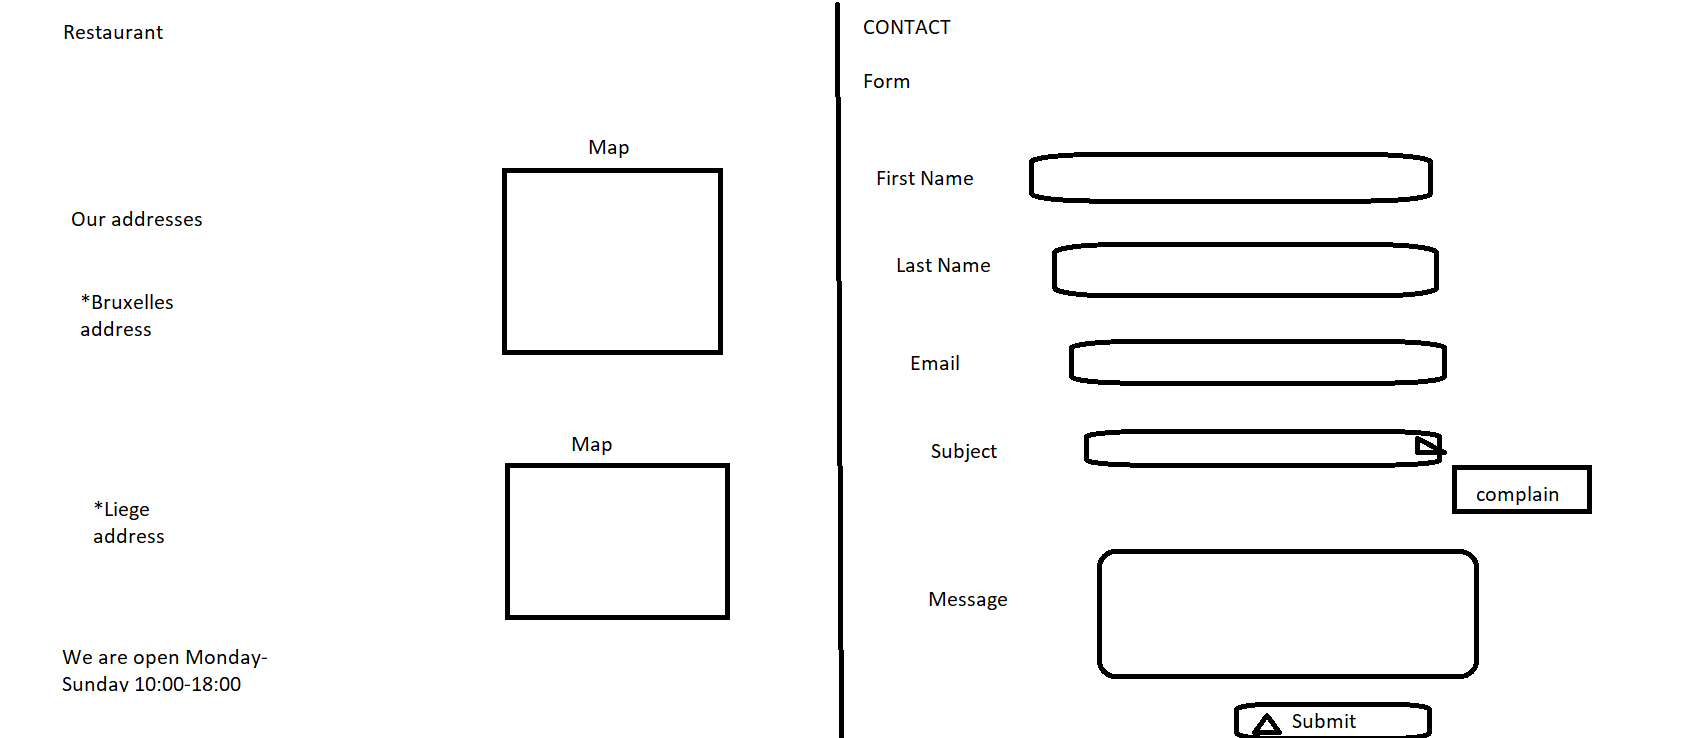 Restaurant
Map
Our addresses
*Bruxelles
address
Map
*Liege
address
We are open Monday-
Sunday 10:00-18:00
CONTACT
Form
First Name
Last Name
Email
Subject
complain
Message
Submit